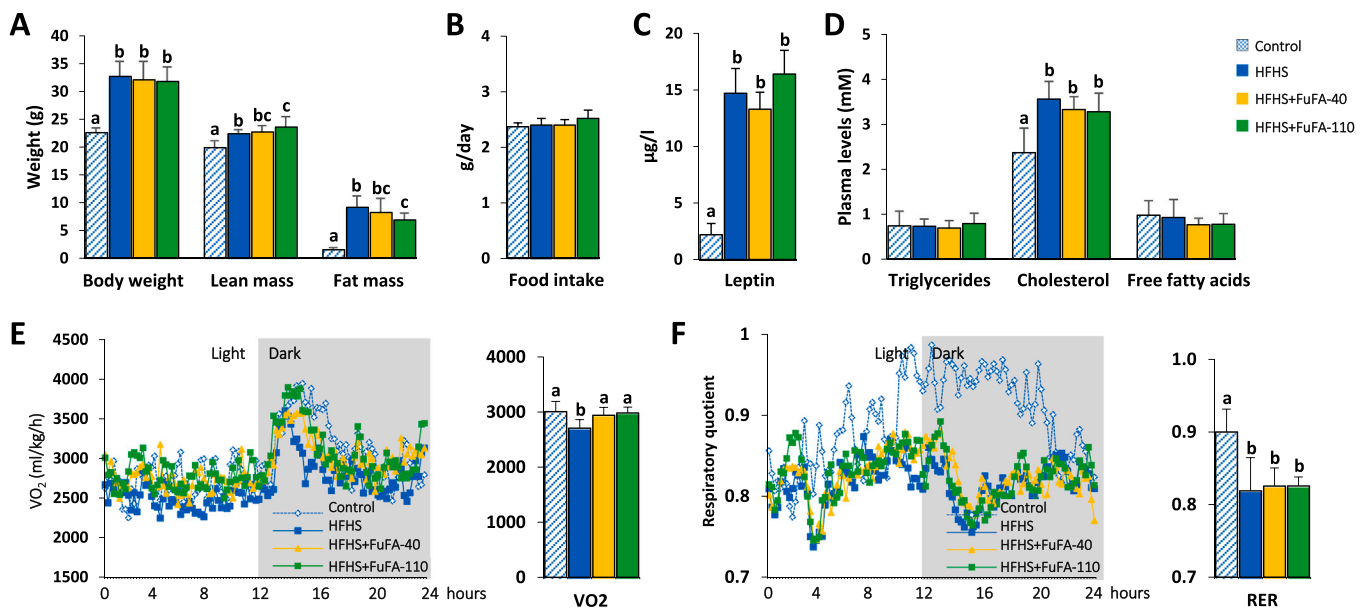 A
Weight (g)
40
35
30
25
20
15
10
5
0
a
b
b
b
a
b
bc
c
a
b
bc
c
Body weight
Lean mass
Fat mass
B
g/day
4
3
2
1
0
Food intake
C
µg/l
20
15
10
5
0
a
b
b
b
Leptin
D
Plasma levels (mM)
5
4
3
2
1
0
a
b
b
b
Triglycerides
Cholesterol
Free fatty acids
Control
HFHS
HFHS+FuFA-40
HFHS+FuFA-110
E
VO2 (ml/kg/h)
4500
4000
3500
3000
2500
2000
1500
Light
Dark
Control
HFHS
HFHS+FuFA-40
HFHS+FuFA-110
0
4
8
12
16
20
24
hours
4000
3000
2000
1000
0
a
b
a
a
VO2
F
Respiratory quotient
1
0.9
0.8
0.7
Light
Dark
Control
HFHS
HFHS+FuFA-40
HFHS+FuFA-110
0
4
8
12
16
20
24
hours
1.0
0.9
0.8
0.7
a
b
b
b
RER